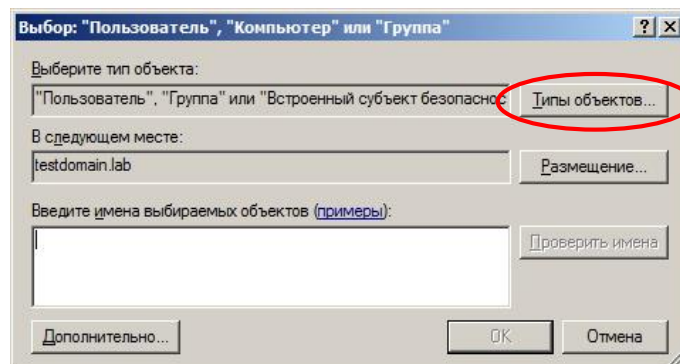 Выбор: "Пользователь", "Компьютер" или "Группа"
Выберите тип объекта:
"Пользователь", "Группа" или "Встроенный субъект безопаснос
Типы объектов...
В следующем месте:
testdomain.lab
Размещение...
Введите имена выбираемых объектов (примеры):
Проверить имена
Дополнительно...
ОК
Отмена